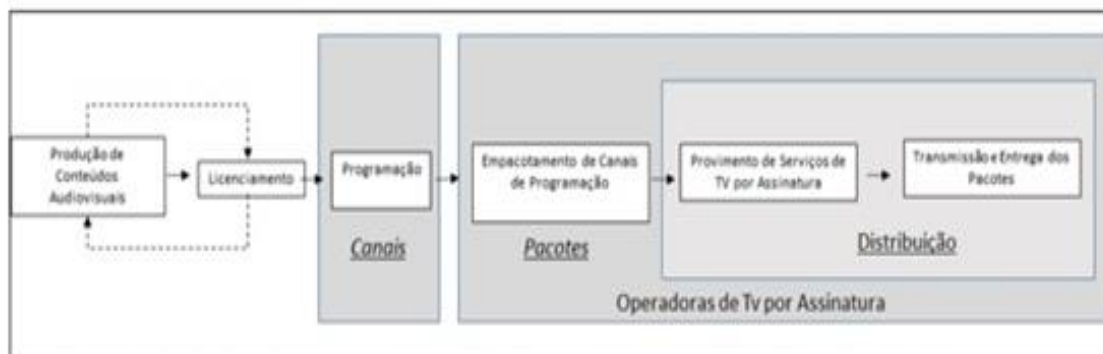 Produção de
Conteúdos
Audiovisuais
Licenciamento
Programação
Canais
Empacotamento de Canais
de Programação
Pacotes
Provimento de Serviços de
TV por Assinatura
Transmissão e Entrega dos
Pacotes
Distribuição
Operadoras de Tv por Assinatura